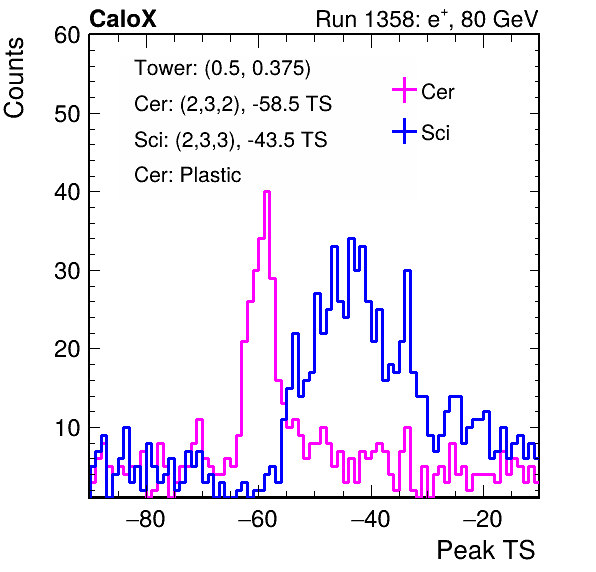 CaloX Run 1358: e⁺, 80 GeV
Counts
60
50
40
30
20
10
Tower: (0.5, 0.375)
Cer: (2,3,2), -58.5 TS
Sci: (2,3,3), -43.5 TS
Cer: Plastic
Cer
Sci
−80 −60 −40 −20
Peak TS